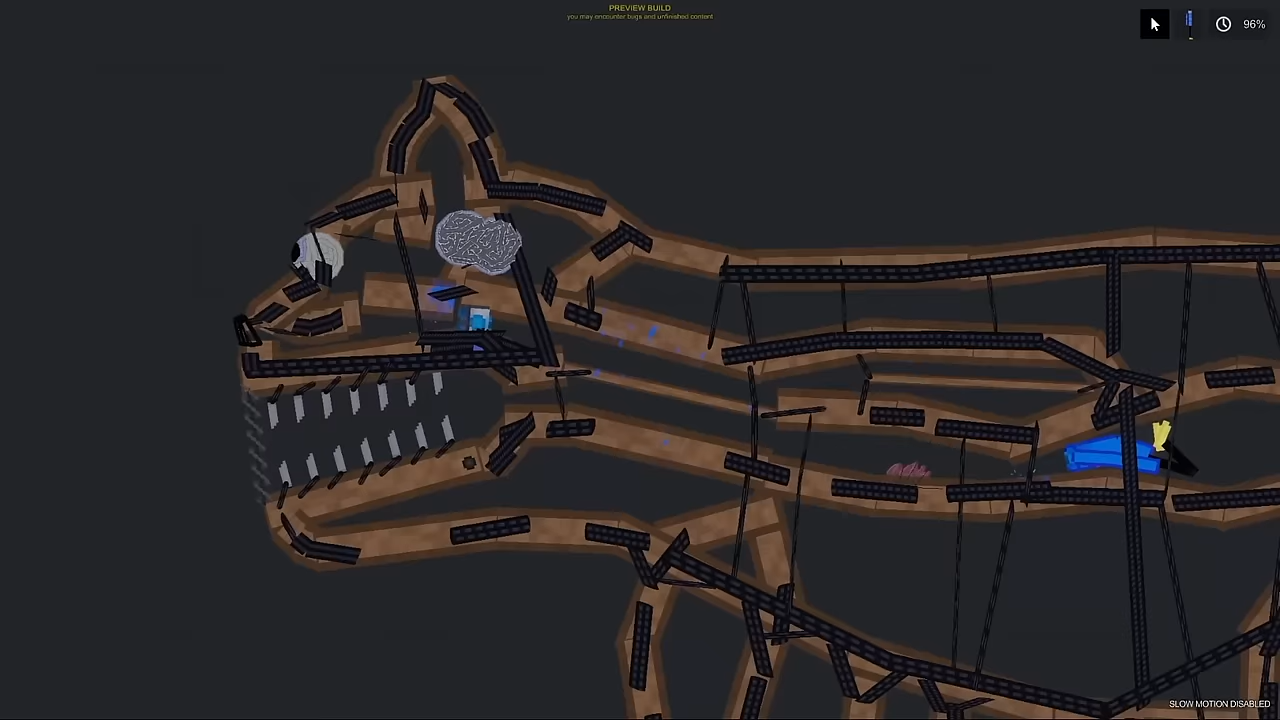 PREVIEW BUILD
you may encounter bugs and unfinished content
96%
SLOW MOTION DISABLED